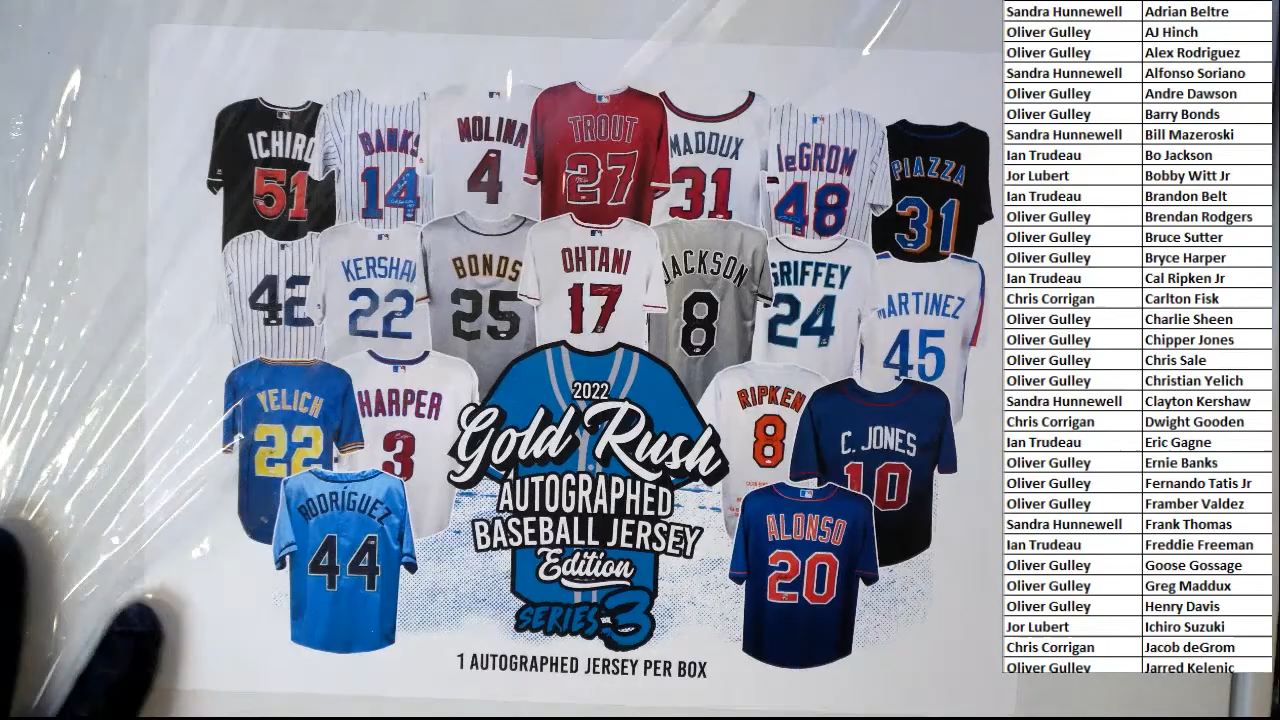 ICHIRO
51
BANKS
14
MOLINA
4
TROUT
27
MADDUX
31
deGROM
48
PIAZZA
31
42
KERSHA
22
BONDS
25
OHTANI
17
JACKSON
8
GRIFFEY
24
mARTINEZ
45
YELICH
22
HARPER
3
RIPKEN
8
C. JONES
10
RODRÍGUEZ
44
ALONSO
20
2022
Gold Rush
AUTOGRAPHED
BASEBALL JERSEY
Edition
SERIES 3
1 AUTOGRAPHED JERSEY PER BOX
Sandra Hunnewell Adrian Beltre
Oliver Gulley AJ Hinch
Oliver Gulley Alex Rodriguez
Sandra Hunnewell Alfonso Soriano
Oliver Gulley Andre Dawson
Oliver Gulley Barry Bonds
Sandra Hunnewell Bill Mazeroski
Ian Trudeau Bo Jackson
Jor Lubert Bobby Witt Jr
Ian Trudeau Brandon Belt
Oliver Gulley Brendan Rodgers
Oliver Gulley Bruce Sutter
Oliver Gulley Bryce Harper
Ian Trudeau Cal Ripken Jr
Chris Corrigan Carlton Fisk
Oliver Gulley Charlie Sheen
Oliver Gulley Chipper Jones
Oliver Gulley Chris Sale
Oliver Gulley Christian Yelich
Sandra Hunnewell Clayton Kershaw
Chris Corrigan Dwight Gooden
Ian Trudeau Eric Gagne
Oliver Gulley Ernie Banks
Oliver Gulley Fernando Tatis Jr
Oliver Gulley Framber Valdez
Sandra Hunnewell Frank Thomas
Ian Trudeau Freddie Freeman
Oliver Gulley Goose Gossage
Oliver Gulley Greg Maddux
Oliver Gulley Henry Davis
Jor Lubert Ichiro Suzuki
Chris Corrigan Jacob deGrom
Oliver Gulley Jarred Kelenic